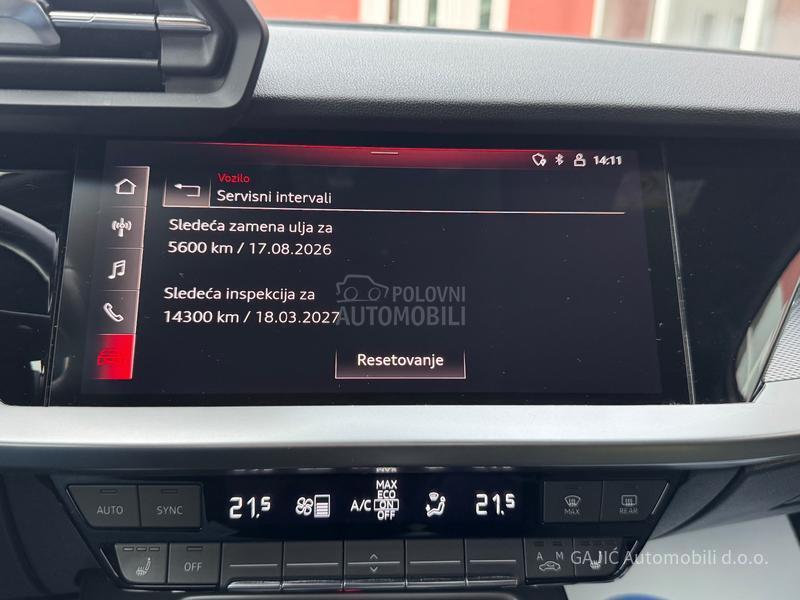 14:11
Vozilo
Servisni intervali
Sledeća zamena ulja za
5600 km / 17.08.2026
Sledeća inspekcija za
14300 km / 18.03.2027
POLOVNI
AUTOMOBILI
Resetovanje
MAX
ECO
21,5 A/C ON 21,5
OFF
AUTO SYNC MAX REAR
OFF A M
GAJIĆ Automobili d.o.o.